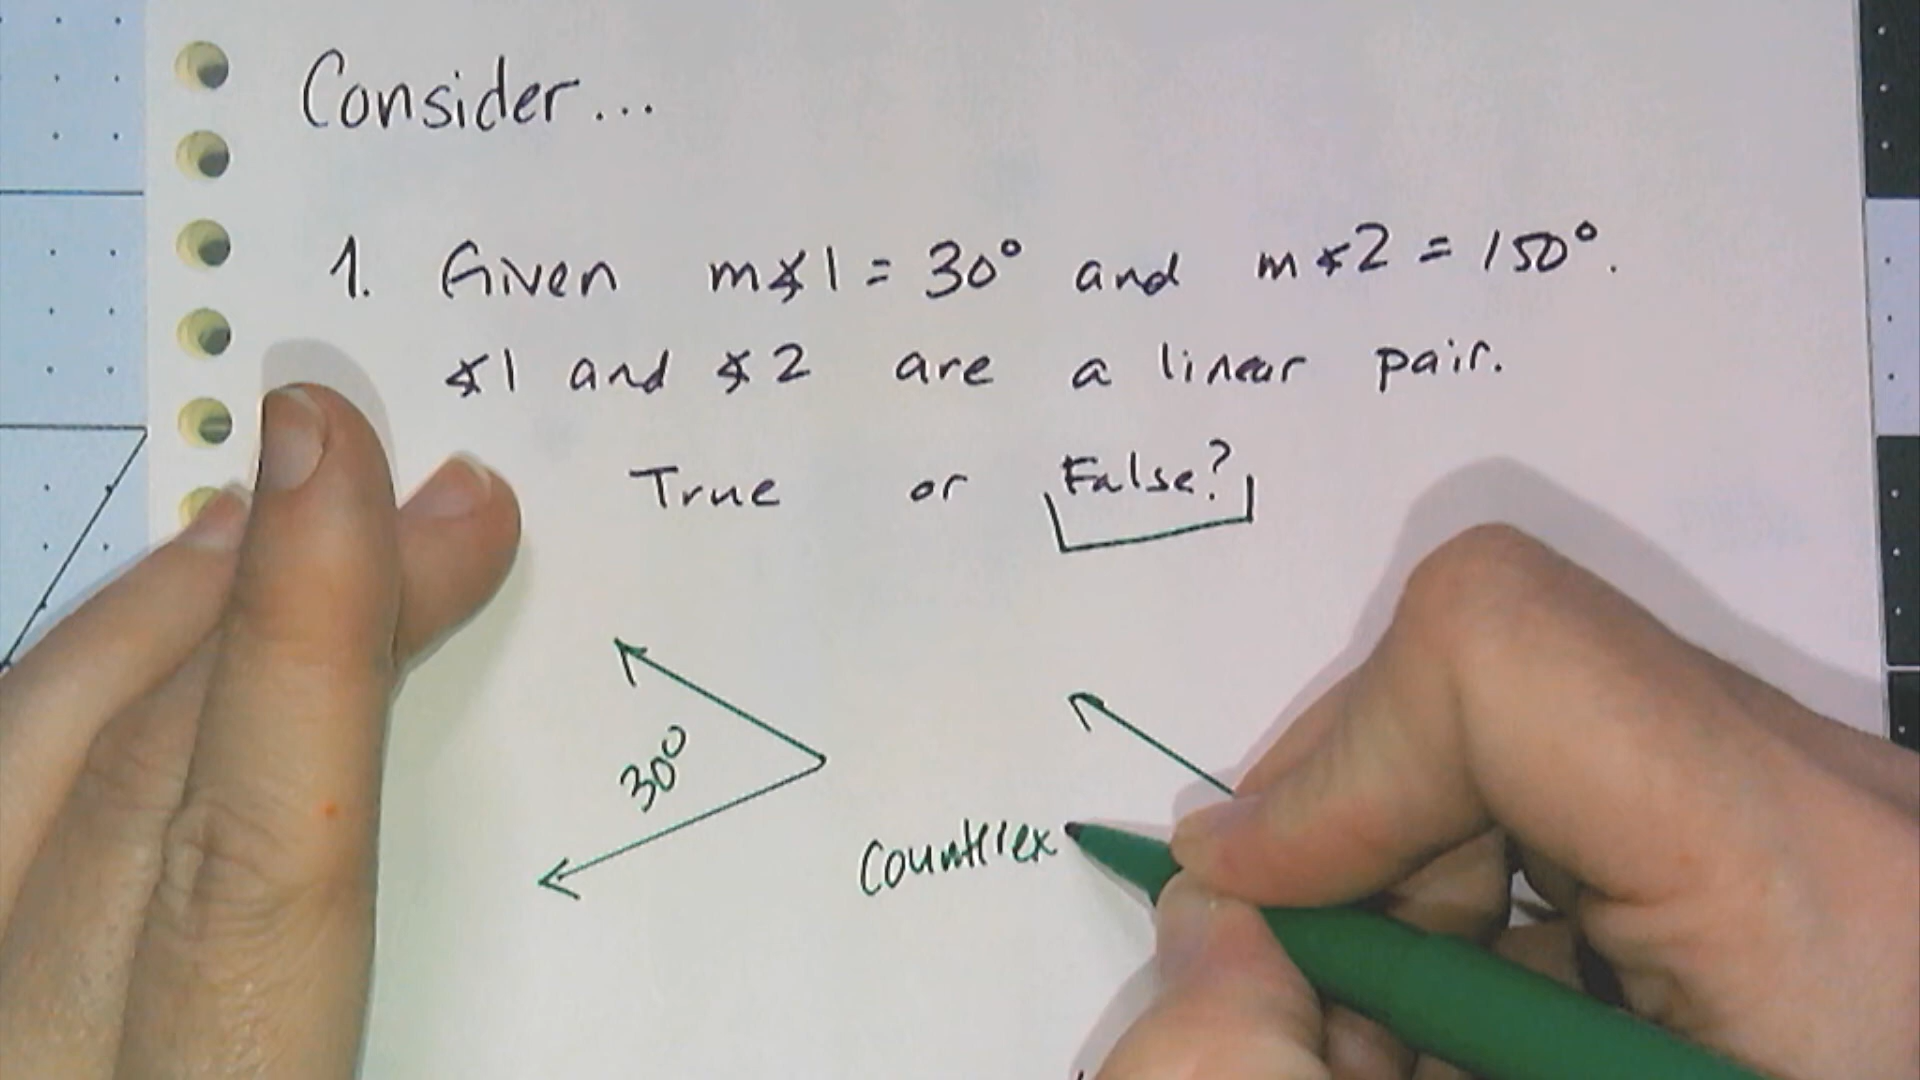 Consider...
1. Given m∡1 = 30° and m∡2 = 150°.
∡1 and ∡2 are a linear pair.
True or False?
30°
Counterex